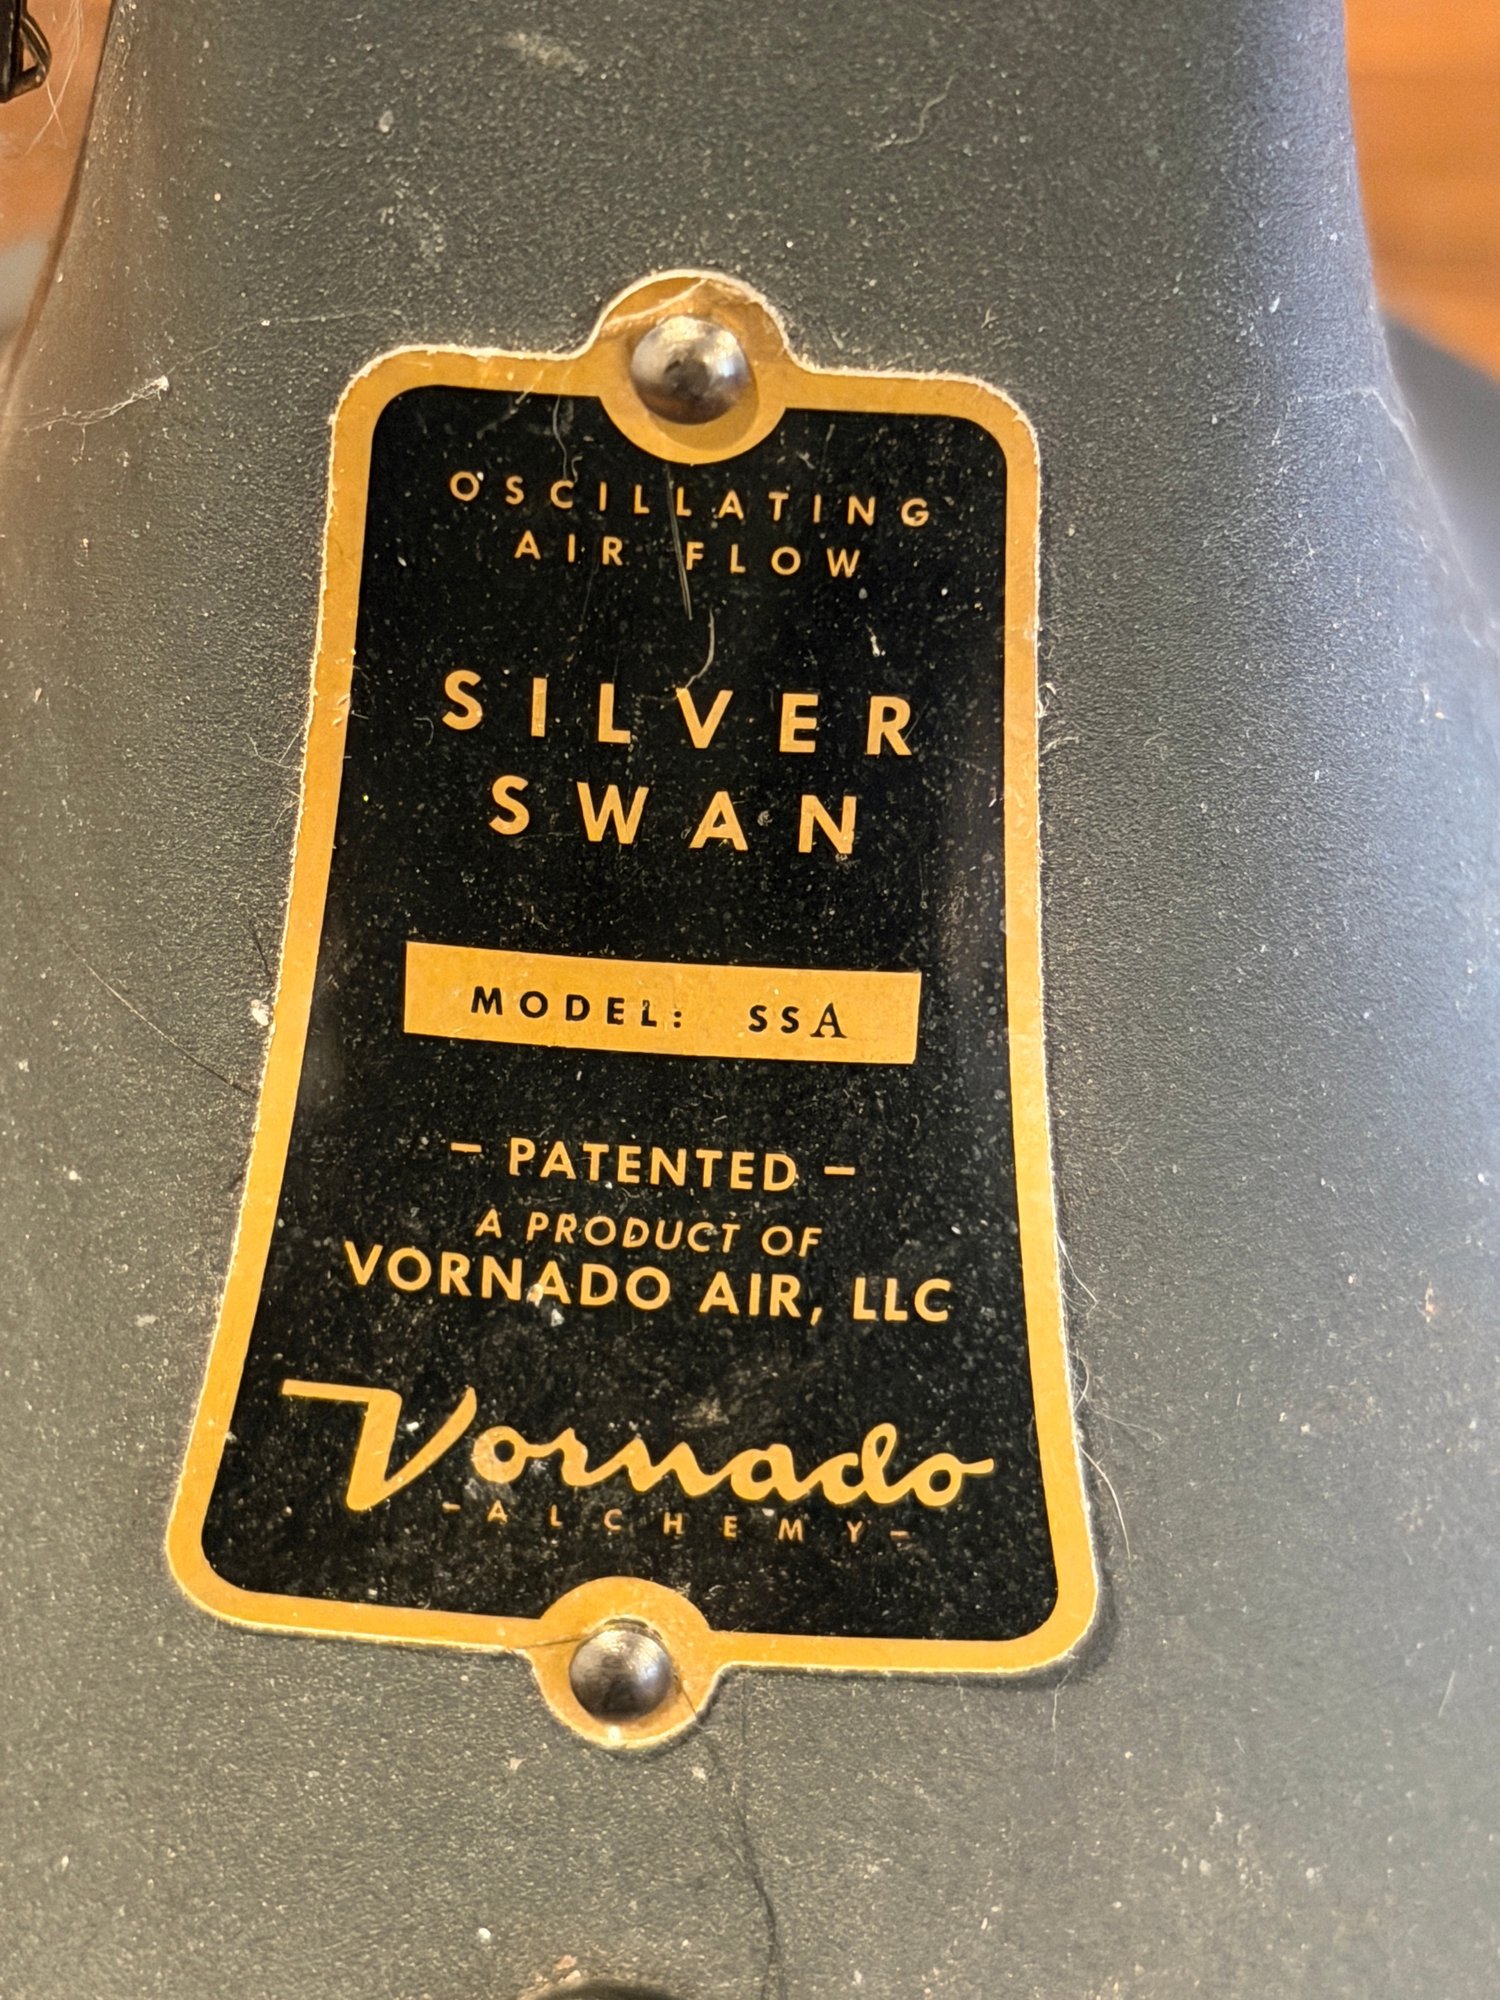 OSCILLATING
AIR FLOW
SILVER
SWAN
MODEL: SSA
- PATENTED -
A PRODUCT OF
VORNADO AIR, LLC
Vornado
- ALCHEMY -